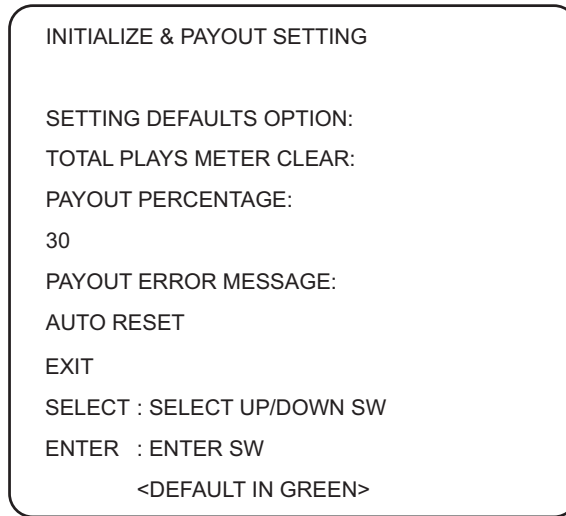 INITIALIZE & PAYOUT SETTING
SETTING DEFAULTS OPTION:
TOTAL PLAYS METER CLEAR:
PAYOUT PERCENTAGE:
30
PAYOUT ERROR MESSAGE:
AUTO RESET
EXIT
SELECT : SELECT UP/DOWN SW
ENTER : ENTER SW
<DEFAULT IN GREEN>